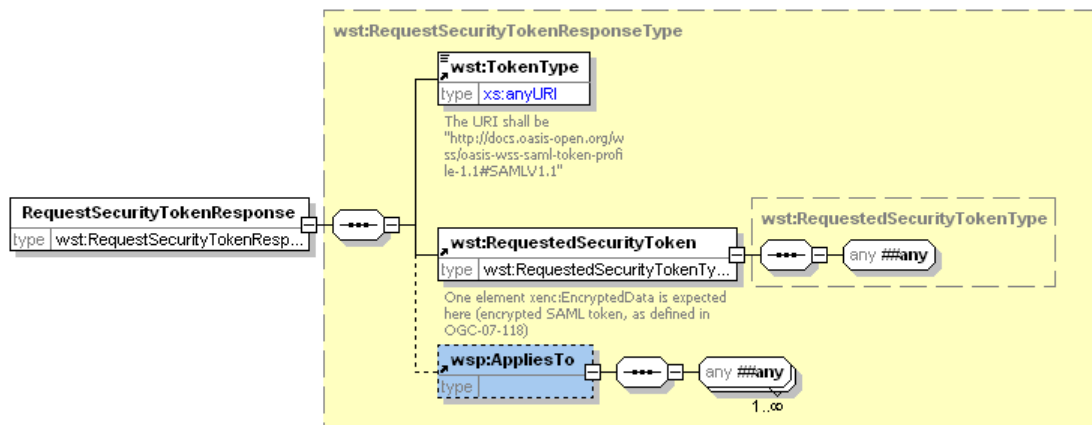 wst:RequestSecurityTokenResponseType
wst:TokenType
type xs:anyURI
The URI shall be
"http://docs.oasis-open.org/w
ss/oasis-wss-saml-token-profi
le-1.1#SAMLV1.1"
RequestSecurityTokenResponse
type wst:RequestSecurityTokenResp...
wst:RequestedSecurityToken
type wst:RequestedSecurityTokenTy...
wst:RequestedSecurityTokenType
any ##any
One element xenc:EncryptedData is expected
here (encrypted SAML token, as defined in
OGC-07-118)
wsp:AppliesTo
type
any ##any
1..∞